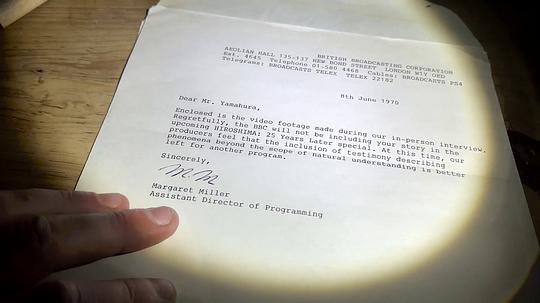 BRITISH BROADCASTING CORPORATION
AEOLIAN HALL 135-137 NEW BOND STREET LONDON W1Y OED
Ext. 4645 Telephone 01-580 4468 Cables: BROADCASTS PS4
Telegrams: BROADCASTS TELEX TELEX 22182
8th June 1970
Dear Mr. Yamahura,
Enclosed is the video footage made during our in-person interview.
Regretfully, the BBC will not be including your story in the
upcoming HIROSHIMA: 25 Years Later special. At this time, our
producers feel that the inclusion of testimony describing
phenomena beyond the scope of natural understanding is better
left for another program.
Sincerely,
M. M
Margaret Miller
Assistant Director of Programming